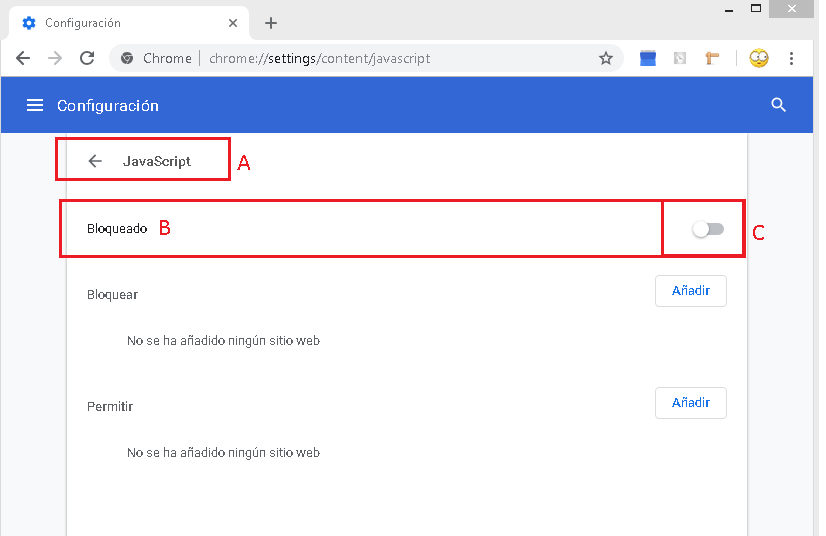 Configuración
Chrome chrome://settings/content/javascript
Configuración
JavaScript A
Bloqueado B
C
Bloquear Añadir
No se ha añadido ningún sitio web
Permitir Añadir
No se ha añadido ningún sitio web